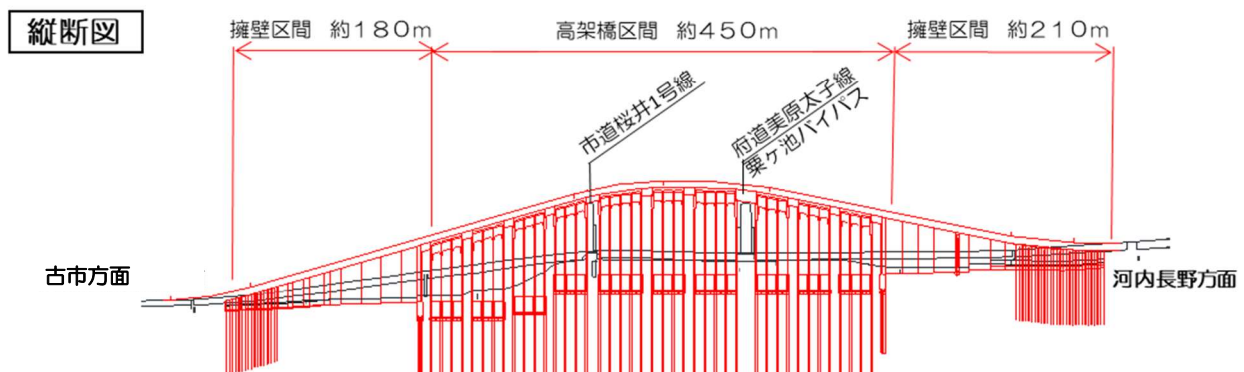 縦断図
擁壁区間 約180m
高架橋区間 約450m
擁壁区間 約210m
市道桜井1号線
府道美原太子線
粟ヶ池バイパス
古市方面
河内長野方面